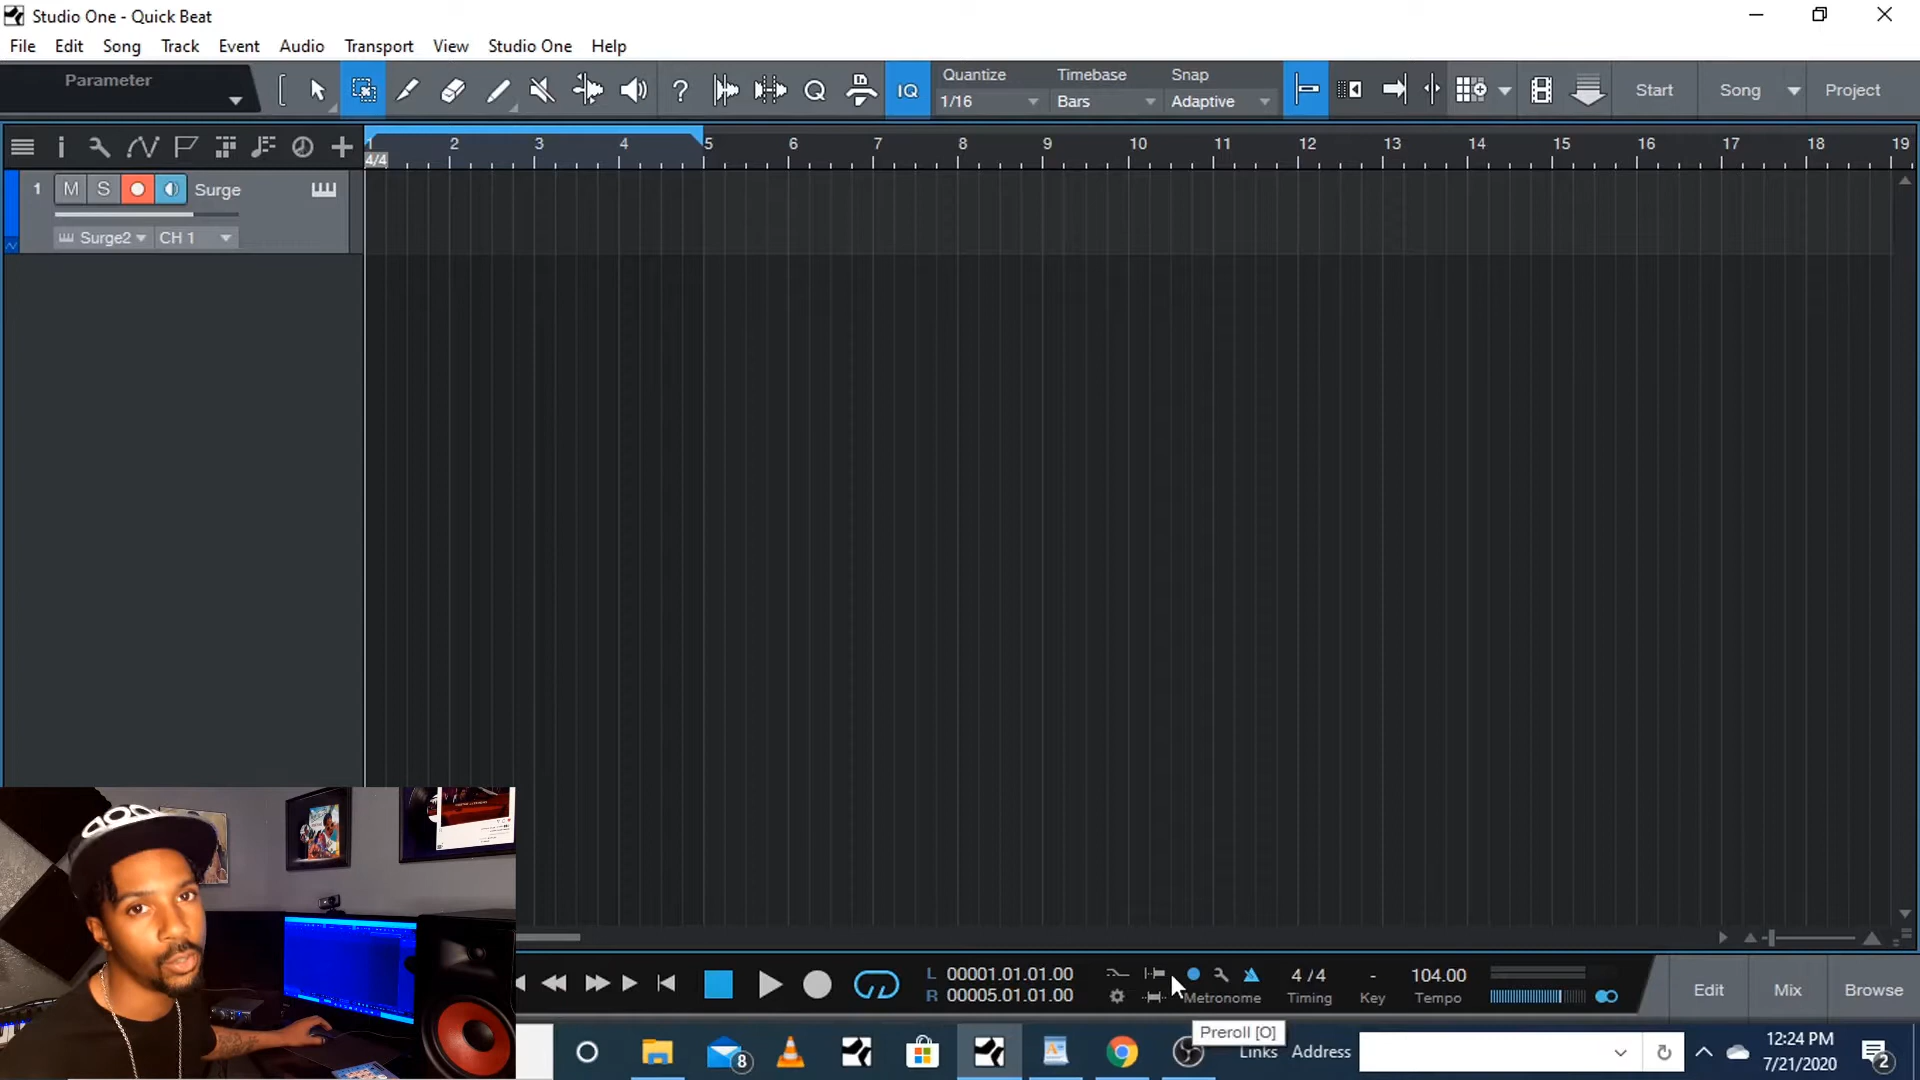 Studio One - Quick Beat
File Edit Song Track Event Audio Transport View Studio One Help
Parameter
IQ
Quantize
1/16
Timebase
Bars
Snap
Adaptive
Start Song Project
1 2 3 4 5 6 7 8 9 10 11 12 13 14 15 16 17 18 19
4/4
1 M S Surge
Surge2 CH 1
L 00001.01.01.00
R 00005.01.01.00
Metronome
4 / 4
Timing
-
Key
104.00
Tempo
Edit Mix Browse
Preroll [O]
8
Links Address
12:24 PM
7/21/2020
2